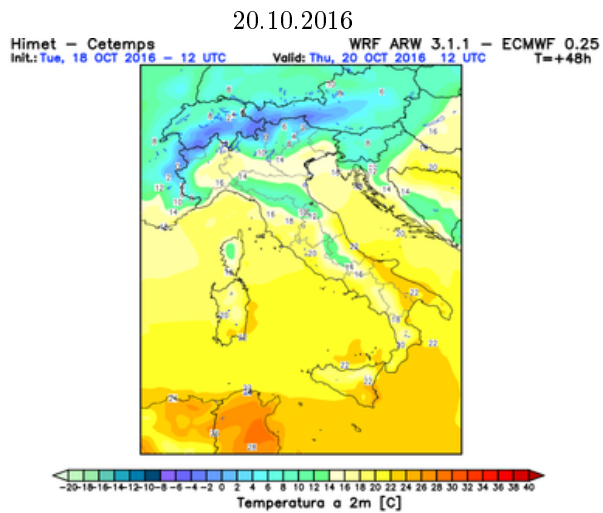 20.10.2016
Himet – Cetemps WRF ARW 3.1.1 – ECMWF 0.25
Init.: Tue, 18 OCT 2016 – 12 UTC Valid: Thu, 20 OCT 2016 12 UTC T=+48h
-20-18-16-14-12-10-8 -6 -4 -2 0 2 4 6 8 10 12 14 16 18 20 22 24 26 28 30 32 34 36 38 40
Temperatura a 2m [C]